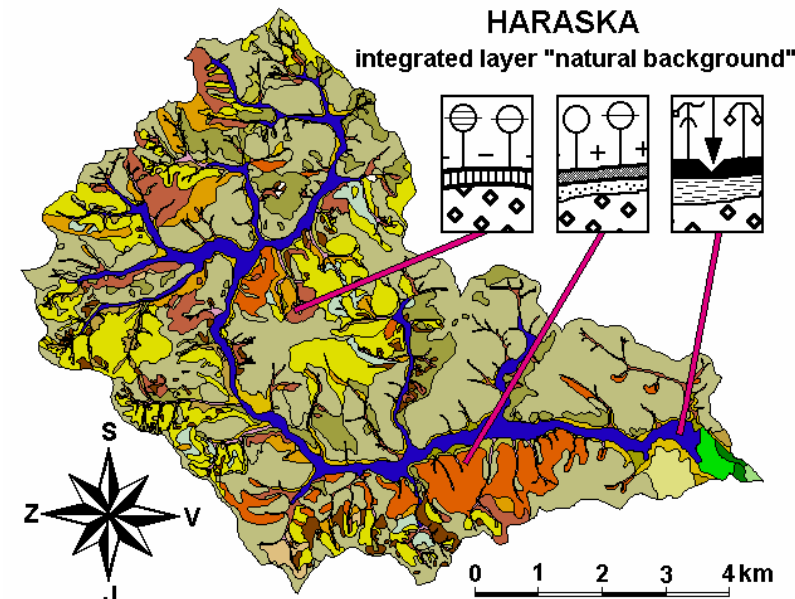 HARASKA
integrated layer "natural background"
S
Z V
J
0 1 2 3 4 km